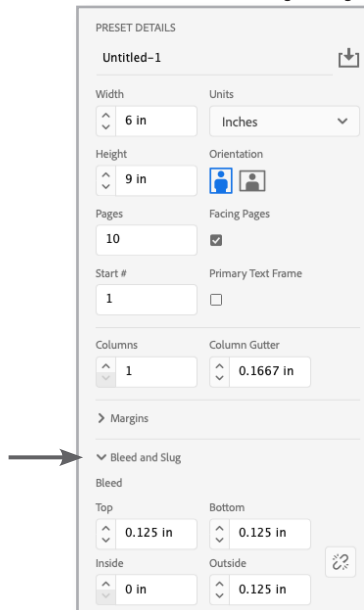 PRESET DETAILS
Untitled-1
Width Units
6 in Inches
Height Orientation
9 in
Pages Facing Pages
10
Start # Primary Text Frame
1
Columns Column Gutter
1 0.1667 in
Margins
Bleed and Slug
Bleed
Top Bottom
0.125 in 0.125 in
Inside Outside
0 in 0.125 in